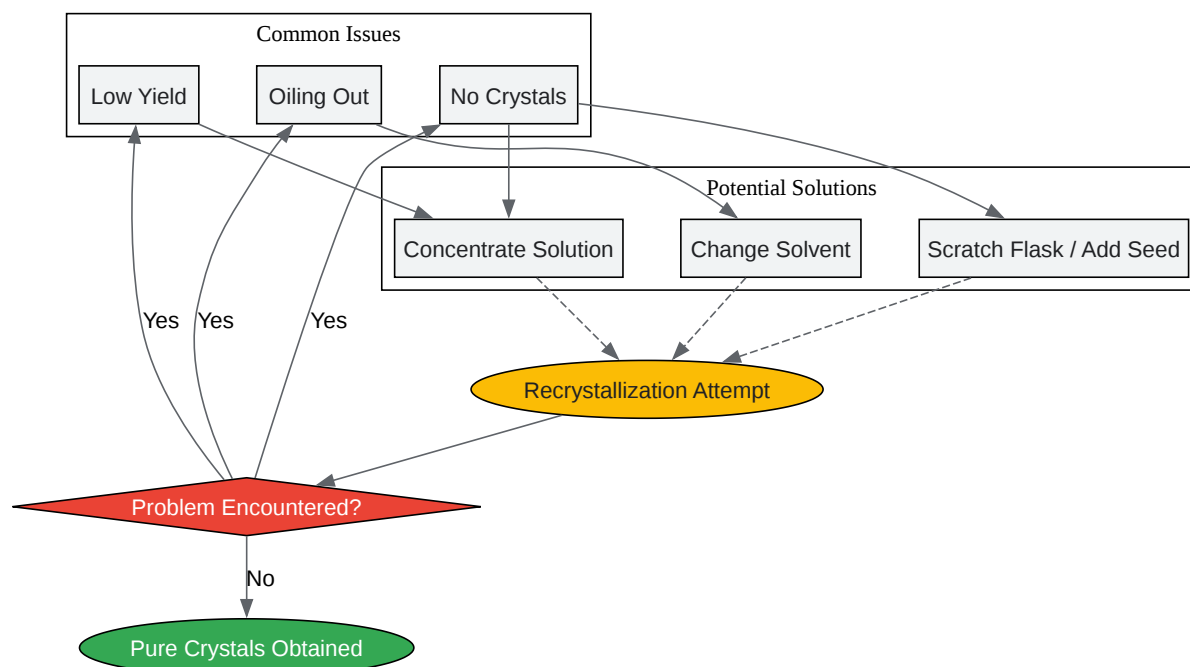 Common Issues
Low Yield
Oiling Out
No Crystals
Potential Solutions
Concentrate Solution
Change Solvent
Scratch Flask / Add Seed
Yes
Yes
Yes
Recrystallization Attempt
Problem Encountered?
No
Pure Crystals Obtained